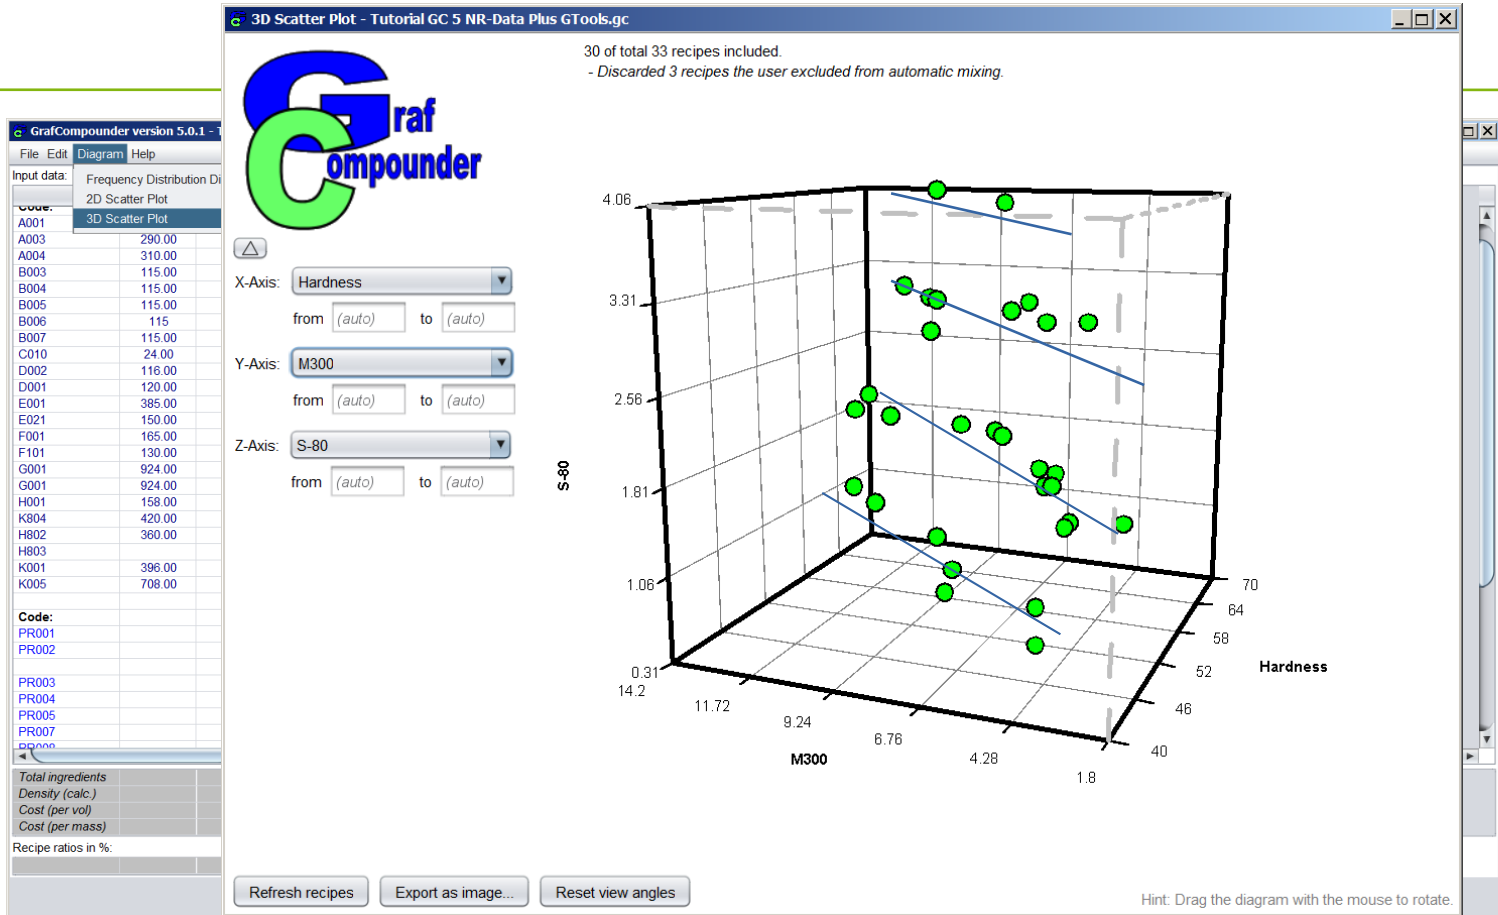 3D Scatter Plot - Tutorial GC 5 NR-Data Plus GTools.gc
30 of total 33 recipes included.
- Discarded 3 recipes the user excluded from automatic mixing.
Graf
Compounder
X-Axis: Hardness
from (auto) to (auto)
Y-Axis: M300
from (auto) to (auto)
Z-Axis: S-80
from (auto) to (auto)
4.06
3.31
2.56
1.81
1.06
0.31
S-80
14.2
11.72
9.24
6.76
4.28
1.8
M300
70
64
58
52
46
40
Hardness
Refresh recipes Export as image... Reset view angles
Hint: Drag the diagram with the mouse to rotate.
GrafCompounder version 5.0.1 -
File Edit Diagram Help
Input data:
Frequency Distribution Di
2D Scatter Plot
3D Scatter Plot
Code:
A001
A003 290.00
A004 310.00
B003 115.00
B004 115.00
B005 115.00
B006 115
B007 115.00
C010 24.00
D002 116.00
D001 120.00
E001 385.00
E021 150.00
F001 165.00
F101 130.00
G001 924.00
G001 924.00
H001 158.00
K804 420.00
H802 360.00
H803
K001 396.00
K005 708.00
Code:
PR001
PR002
PR003
PR004
PR005
PR007
Total ingredients
Density (calc.)
Cost (per vol)
Cost (per mass)
Recipe ratios in %: